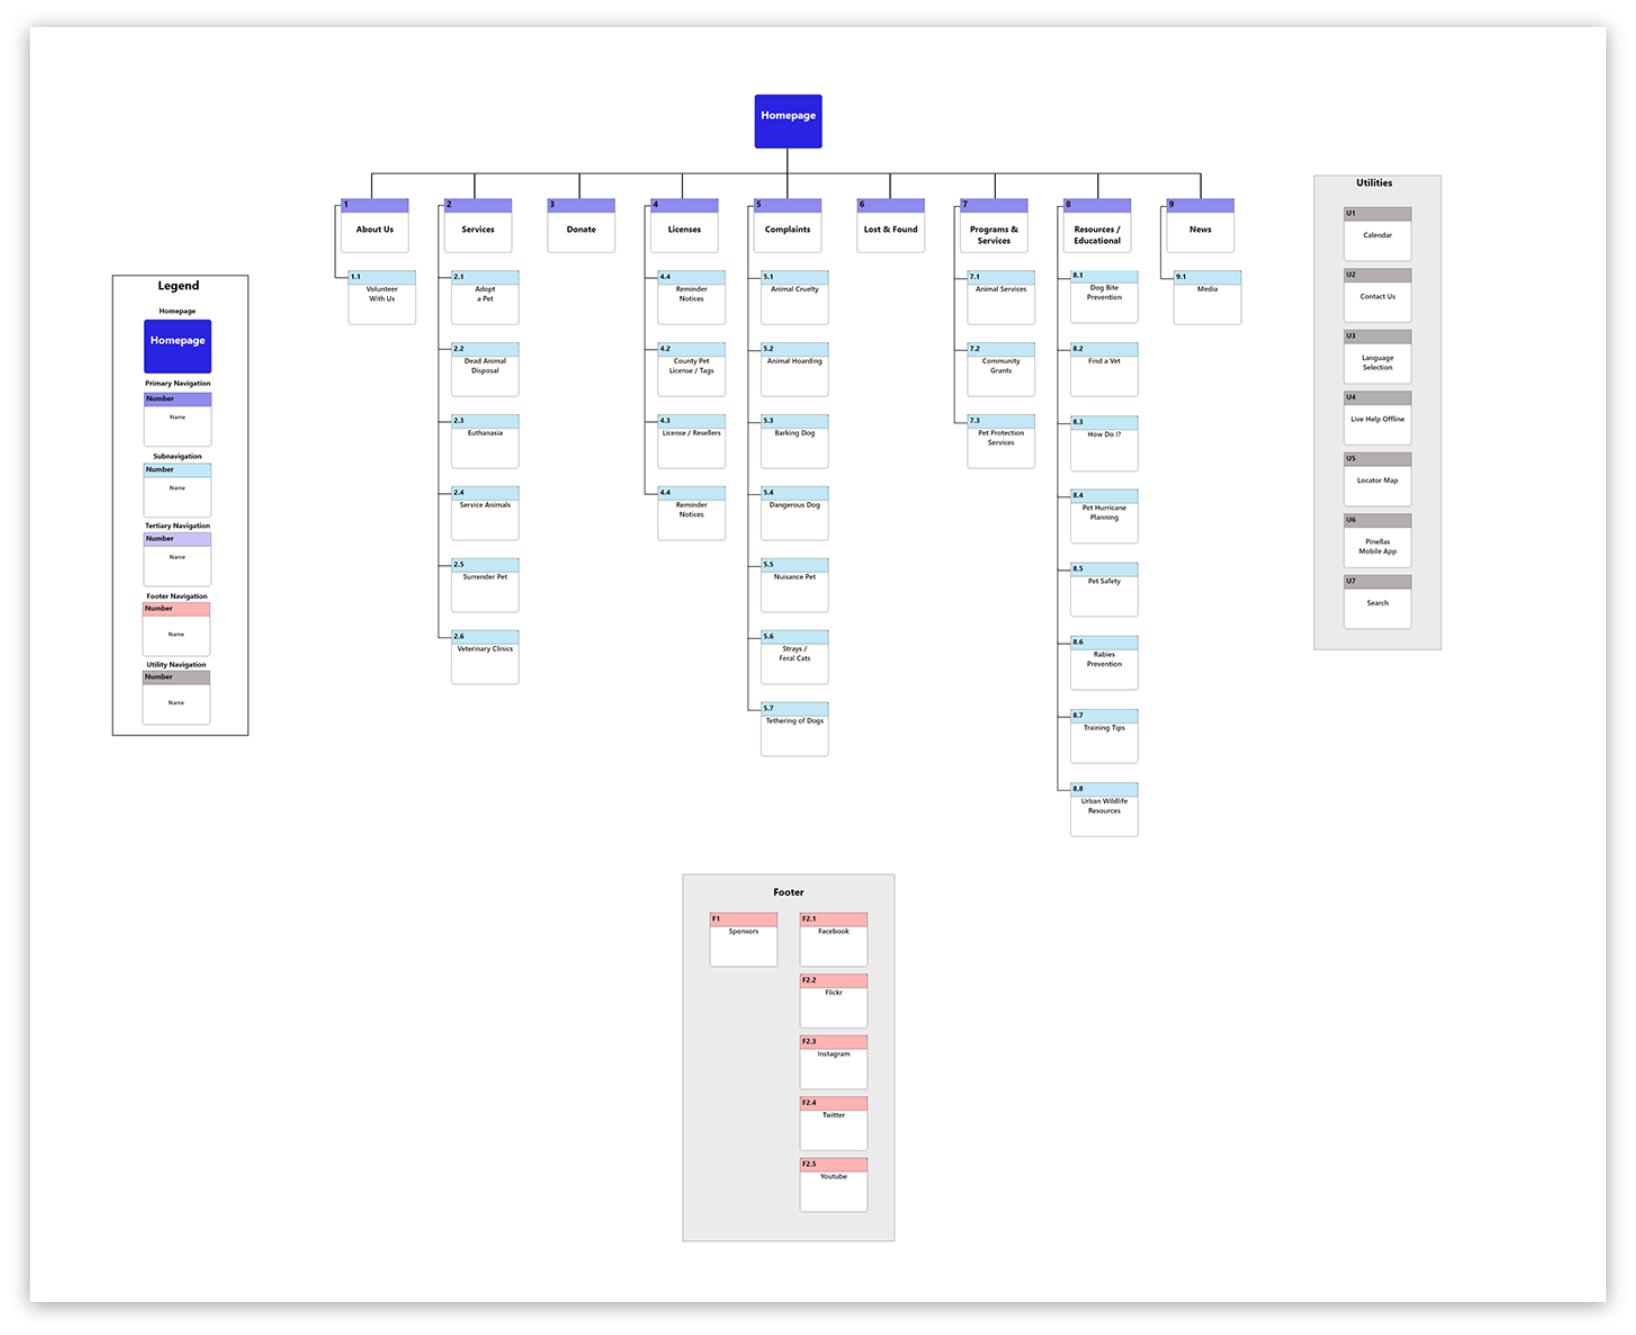 Homepage
1
About Us
1.1
Volunteer
With Us
2
Services
2.1
Adopt
a Pet
2.2
Dead Animal
Disposal
2.3
Euthanasia
2.4
Service Animals
2.5
Surrender Pet
2.6
Veterinary Clinics
3
Donate
4
Licenses
4.4
Reminder
Notices
4.2
County Pet
License / Tags
4.3
License / Resellers
4.4
Reminder
Notices
5
Complaints
5.1
Animal Cruelty
5.2
Animal Hoarding
5.3
Barking Dog
5.4
Dangerous Dog
5.5
Nuisance Pet
5.6
Strays /
Feral Cats
5.7
Tethering of Dogs
6
Lost & Found
7
Programs &
Services
7.1
Animal Services
7.2
Community
Grants
7.3
Pet Protection
Services
8
Resources /
Educational
8.1
Dog Bite
Prevention
8.2
Find a Vet
8.3
How Do I?
8.4
Pet Hurricane
Planning
8.5
Pet Safety
8.6
Rabies
Prevention
8.7
Training Tips
8.8
Urban Wildlife
Resources
9
News
9.1
Media
Legend
Homepage
Homepage
Primary Navigation
Number
Name
Subnavigation
Number
Name
Tertiary Navigation
Number
Name
Footer Navigation
Number
Name
Utility Navigation
Number
Name
Utilities
U1
Calendar
U2
Contact Us
U3
Language
Selection
U4
Live Help Offline
U5
Locator Map
U6
Pinellas
Mobile App
U7
Search
Footer
F1
Sponsors
F2.1
Facebook
F2.2
Flickr
F2.3
Instagram
F2.4
Twitter
F2.5
Youtube